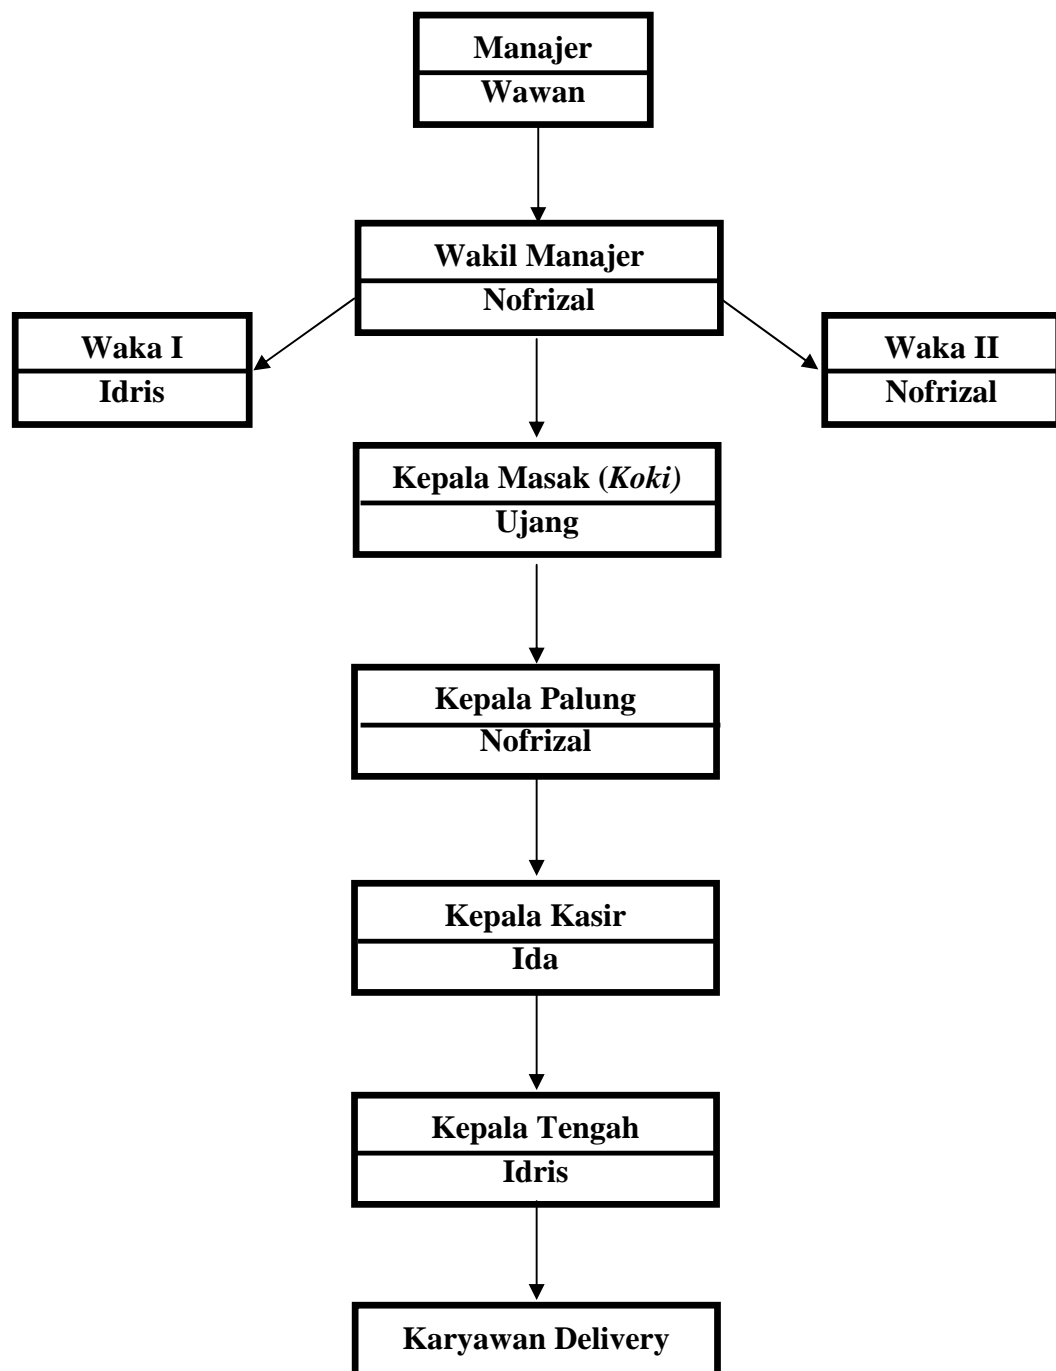 Manajer
Wawan
Wakil Manajer
Nofrizal
Waka I
Idris
Waka II
Nofrizal
Kepala Masak (Koki)
Ujang
Kepala Palung
Nofrizal
Kepala Kasir
Ida
Kepala Tengah
Idris
Karyawan Delivery